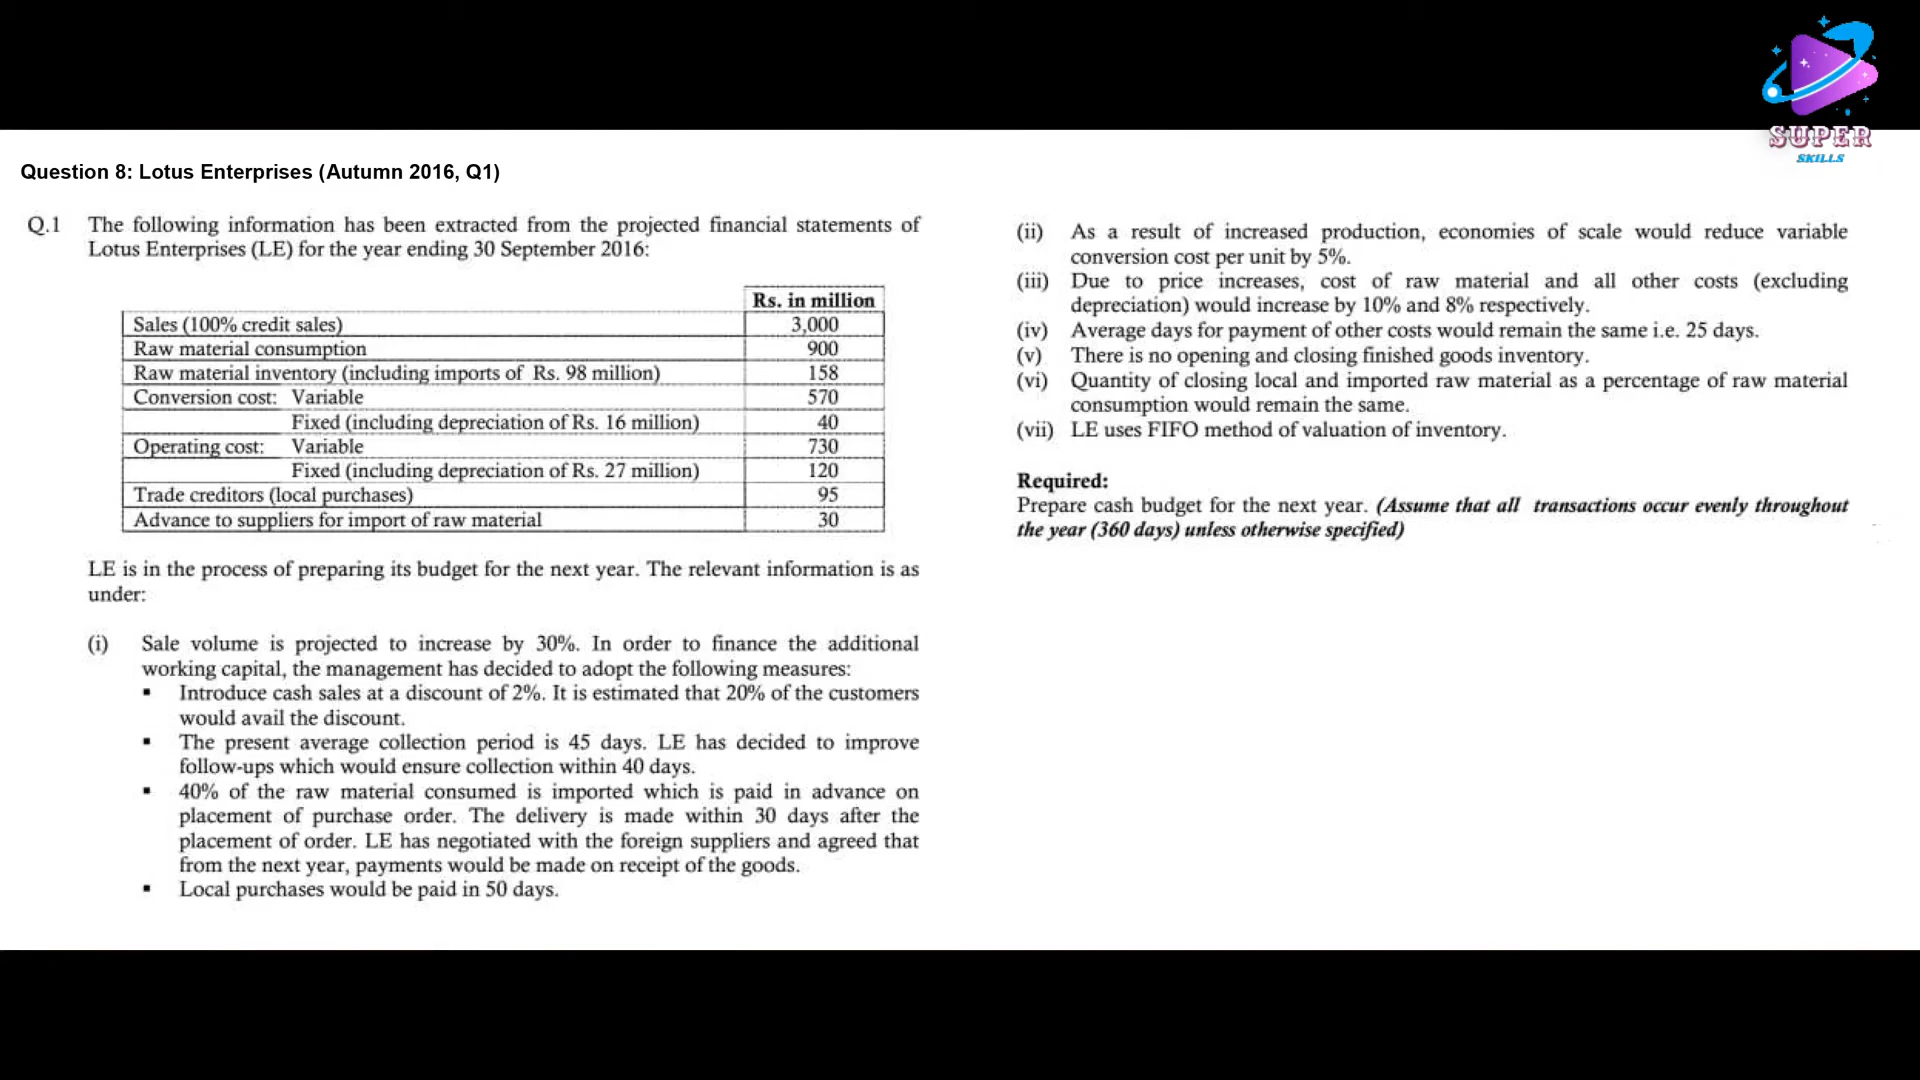 SUPER
SKILLS
Question 8: Lotus Enterprises (Autumn 2016, Q1)
Q.1 The following information has been extracted from the projected financial statements of
Lotus Enterprises (LE) for the year ending 30 September 2016:
Rs. in million
Sales (100% credit sales) 3,000
Raw material consumption 900
Raw material inventory (including imports of Rs. 98 million) 158
Conversion cost: Variable 570
Fixed (including depreciation of Rs. 16 million) 40
Operating cost: Variable 730
Fixed (including depreciation of Rs. 27 million) 120
Trade creditors (local purchases) 95
Advance to suppliers for import of raw material 30
LE is in the process of preparing its budget for the next year. The relevant information is as
under:
(i) Sale volume is projected to increase by 30%. In order to finance the additional
working capital, the management has decided to adopt the following measures:
▪ Introduce cash sales at a discount of 2%. It is estimated that 20% of the customers
would avail the discount.
▪ The present average collection period is 45 days. LE has decided to improve
follow-ups which would ensure collection within 40 days.
▪ 40% of the raw material consumed is imported which is paid in advance on
placement of purchase order. The delivery is made within 30 days after the
placement of order. LE has negotiated with the foreign suppliers and agreed that
from the next year, payments would be made on receipt of the goods.
▪ Local purchases would be paid in 50 days.
(ii) As a result of increased production, economies of scale would reduce variable
conversion cost per unit by 5%.
(iii) Due to price increases, cost of raw material and all other costs (excluding
depreciation) would increase by 10% and 8% respectively.
(iv) Average days for payment of other costs would remain the same i.e. 25 days.
(v) There is no opening and closing finished goods inventory.
(vi) Quantity of closing local and imported raw material as a percentage of raw material
consumption would remain the same.
(vii) LE uses FIFO method of valuation of inventory.
Required:
Prepare cash budget for the next year. (Assume that all transactions occur evenly throughout
the year (360 days) unless otherwise specified)